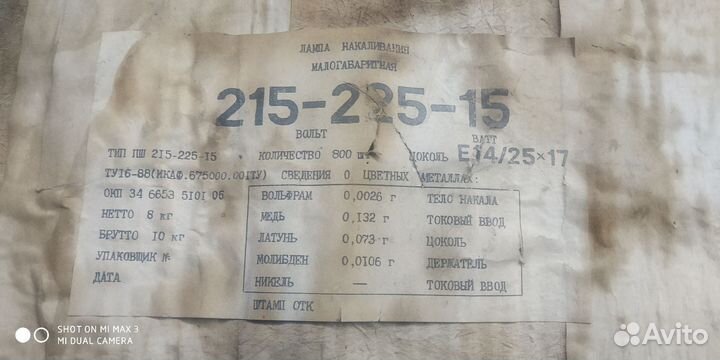 ЛАМПА НАКАЛИВАНИЯ
МАЛОГАБАРИТНАЯ
215-225-15
ВОЛЬТ ВАТТ
ТИП ПШ 215-225-15 КОЛИЧЕСТВО 800 ЦОКОЛЬ E14/25×17
ТУ16-88(ИКАФ.675000.001ТУ) СВЕДЕНИЯ О ЦВЕТНЫХ МЕТАЛЛАХ:
ОКП 34 6653 5101 06 ВОЛЬФРАМ 0,0026 г ТЕЛО НАКАЛА
НЕТТО 8 кг МЕДЬ 0,132 г ТОКОВЫЙ ВВОД
БРУТТО 10 кг ЛАТУНЬ 0,073 г ЦОКОЛЬ
УПАКОВЩИК № МОЛИБДЕН 0,0106 г ДЕРЖАТЕЛЬ
ДАТА НИКЕЛЬ — ТОКОВЫЙ ВВОД
ШТАМП ОТК
SHOT ON MI MAX 3
MI DUAL CAMERA
Avito